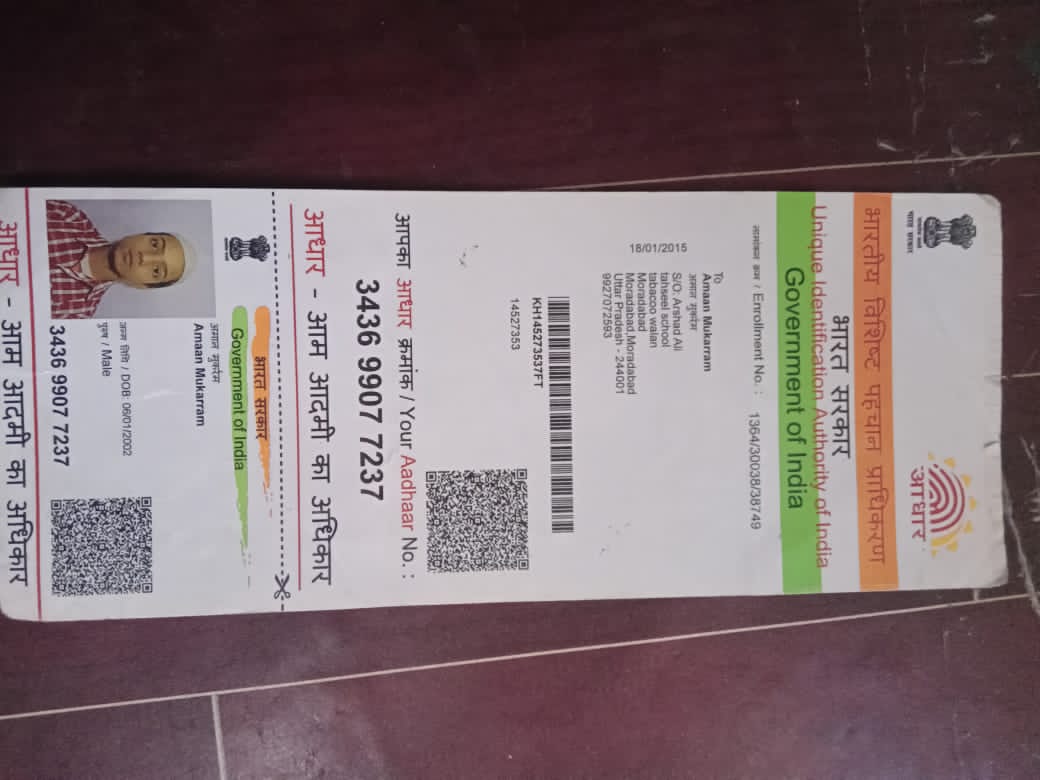 भारत सरकार
आधार
भारतीय विशिष्ट पहचान प्राधिकरण
भारत सरकार
Unique Identification Authority of India
Government of India
नामांकन क्रम / Enrollment No. : 1364/30038/38749
To
Amaan Mukarram
अमान मुकर्रम
S/O. Arshad Ali
tahseel school
tabacoo walan
Moradabad
Moradabad,Moradabad
Uttar Pradesh - 244001
9927072593
18/01/2015
KH145273537FT
14527353
आपका आधार क्रमांक / Your Aadhaar No. :
3436 9907 7237
आधार - आम आदमी का अधिकार
भारत सरकार
Government of India
अमान मुकर्रम
Amaan Mukarram
जन्म तिथि / DOB: 06/01/2002
पुरुष / Male
3436 9907 7237
आधार - आम आदमी का अधिकार